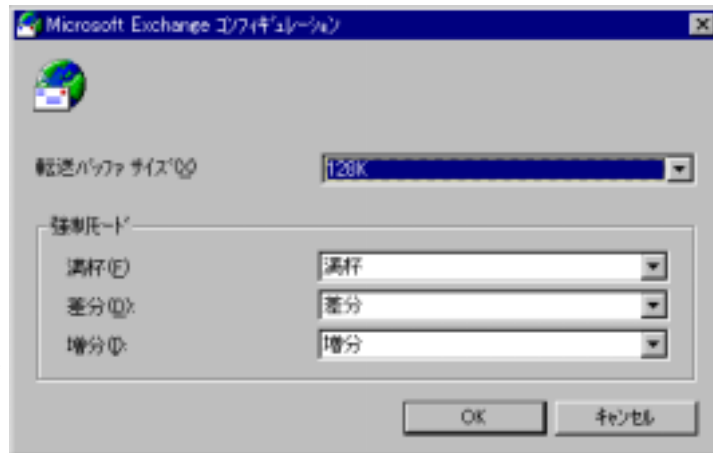 Microsoft Exchange ｺﾝﾌｨｷﾞｭﾚｰｼｮﾝ
転送ﾊﾞｯﾌｧ ｻｲｽﾞ(X) 128K
強制ﾓｰﾄﾞ
満杯(F) 満杯
差分(D): 差分
増分(I): 増分
OK ｷｬﾝｾﾙ